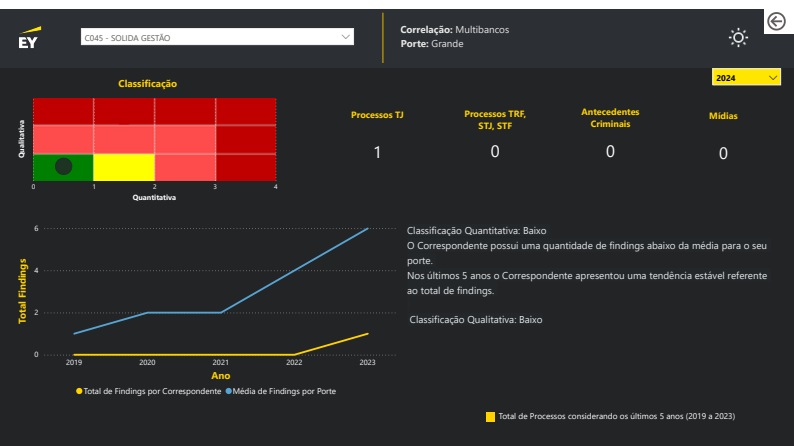 EY
C045 - SOLIDA GESTÃO
Correlação: Multibancos
Porte: Grande
2024
Classificação
Qualitativa
0 1 2 3 4
Quantitativa
Processos TJ
1
Processos TRF,
STJ, STF
0
Antecedentes
Criminais
0
Mídias
0
Total Findings
6
4
2
0
2019 2020 2021 2022 2023
Ano
Total de Findings por Correspondente Média de Findings por Porte
Classificação Quantitativa: Baixo
O Correspondente possui uma quantidade de findings abaixo da média para o seu
porte.
Nos últimos 5 anos o Correspondente apresentou uma tendência estável referente
ao total de findings.
Classificação Qualitativa: Baixo
Total de Processos considerando os últimos 5 anos (2019 a 2023)